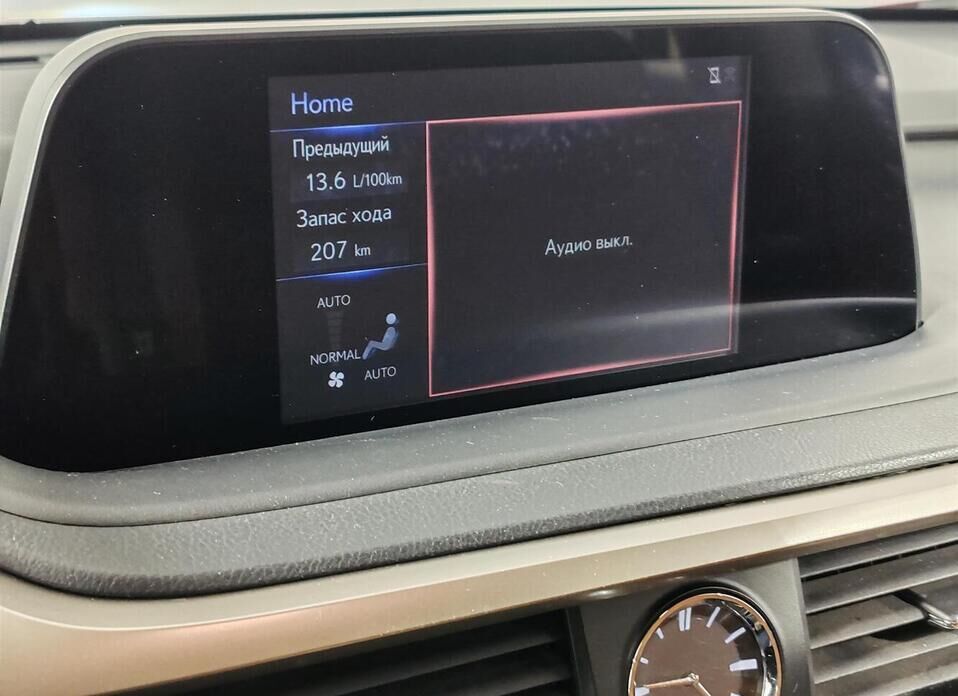 Home
Предыдущий
13.6 L/100km
Запас хода
207 km
AUTO
NORMAL
AUTO
Аудио выкл.